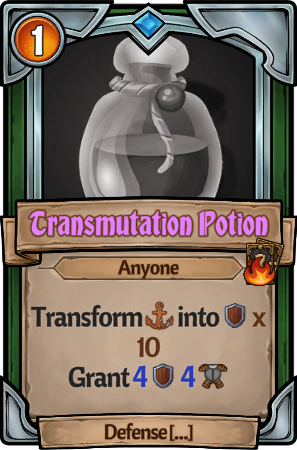 1
Transmutation Potion
Anyone
Transform into x
10
Grant 4 4
Defense [...]